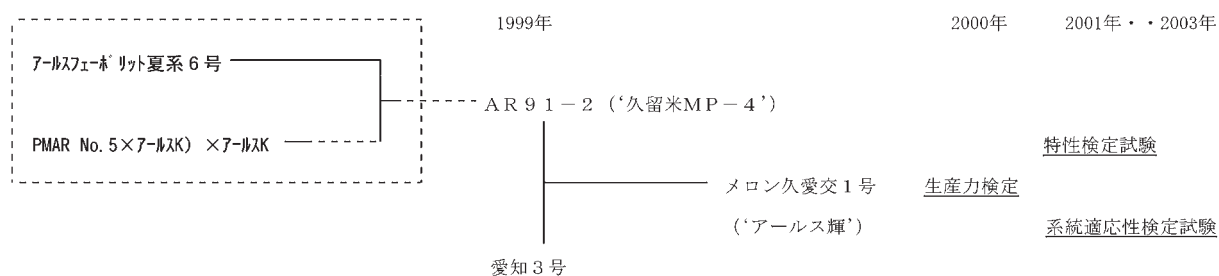 1999年 2000年 2001年・・2003年
ｱｰﾙｽﾌｪｰﾎﾞﾘｯﾄ夏系6号
AR91-2（‘久留米MP-4’）
PMAR No.5×ｱｰﾙｽK）×ｱｰﾙｽK
特性検定試験
メロン久愛交1号 生産力検定
（‘アールス輝’） 系統適応性検定試験
愛知3号